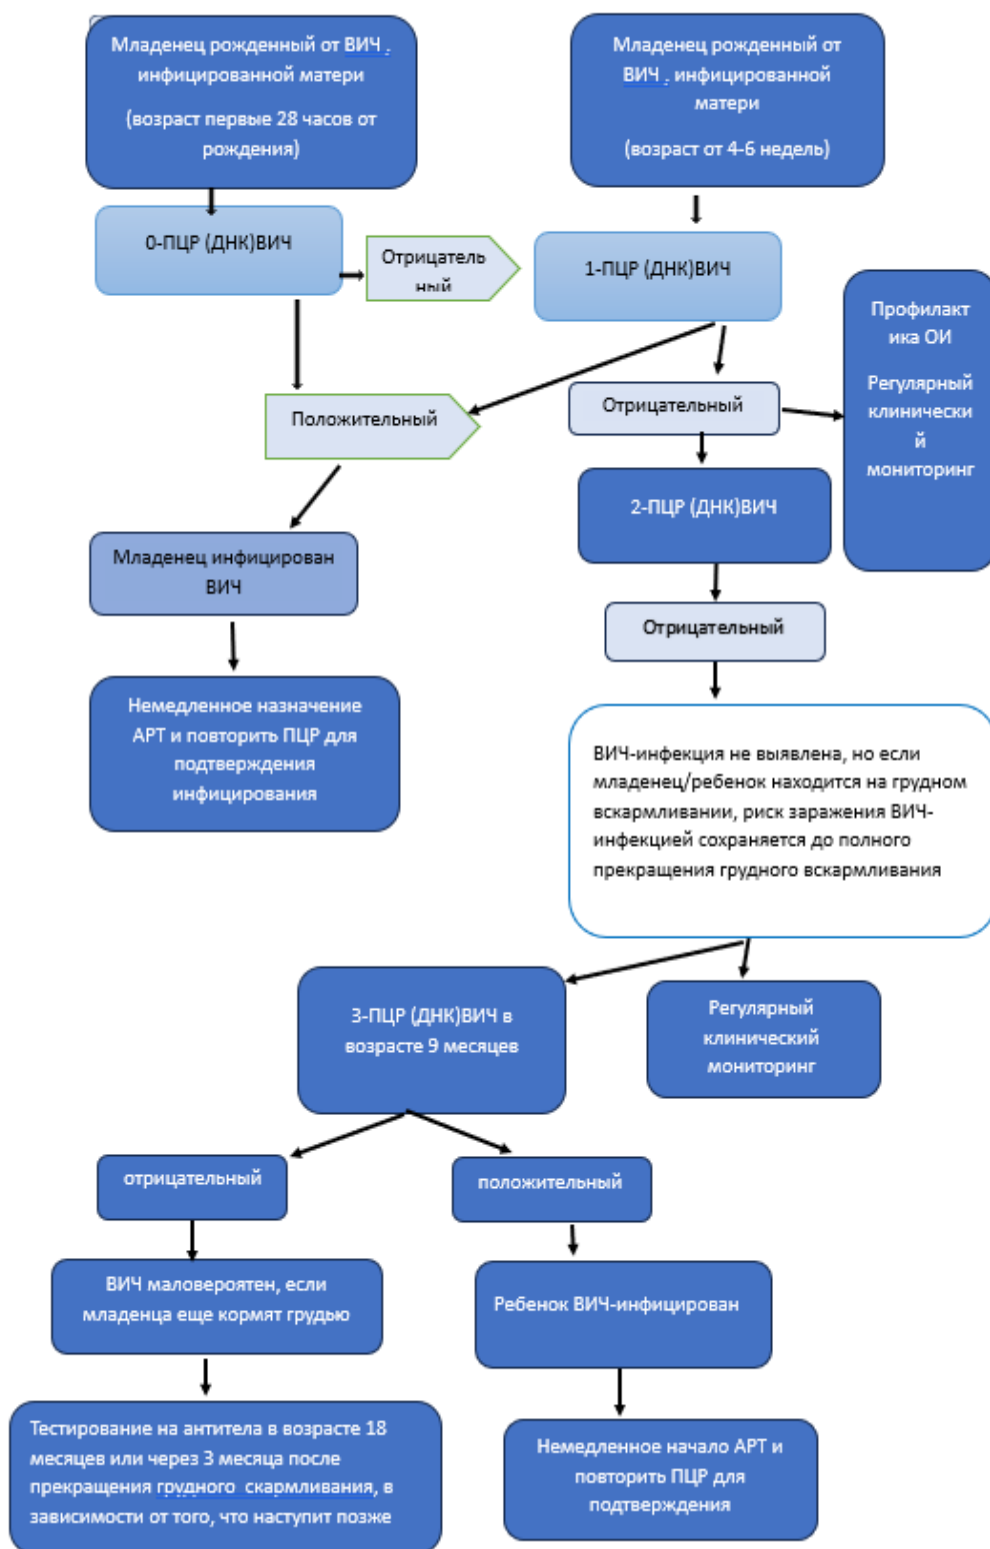 Младенец рожденный от ВИЧ .
инфицированной матери
(возраст первые 28 часов от
рождения)
Младенец рожденный от
ВИЧ . инфицированной
матери
(возраст от 4-6 недель)
0-ПЦР (ДНК)ВИЧ
Отрицатель
ный
1-ПЦР (ДНК)ВИЧ
Профилакт
ика ОИ
Регулярный
клинически
й
мониторинг
Положительный
Отрицательный
2-ПЦР (ДНК)ВИЧ
Младенец инфицирован
ВИЧ
Отрицательный
Немедленное назначение
АРТ и повторить ПЦР для
подтверждения
инфицирования
ВИЧ-инфекция не выявлена, но если
младенец/ребенок находится на грудном
вскармливании, риск заражения ВИЧ-
инфекцией сохраняется до полного
прекращения грудного вскармливания
3-ПЦР (ДНК)ВИЧ в
возрасте 9 месяцев
Регулярный
клинический
мониторинг
отрицательный
положительный
ВИЧ маловероятен, если
младенца еще кормят грудью
Ребенок ВИЧ-инфицирован
Тестирование на антитела в возрасте 18
месяцев или через 3 месяца после
прекращения грудного скармливания, в
зависимости от того, что наступит позже
Немедленное начало АРТ и
повторить ПЦР для
подтверждения